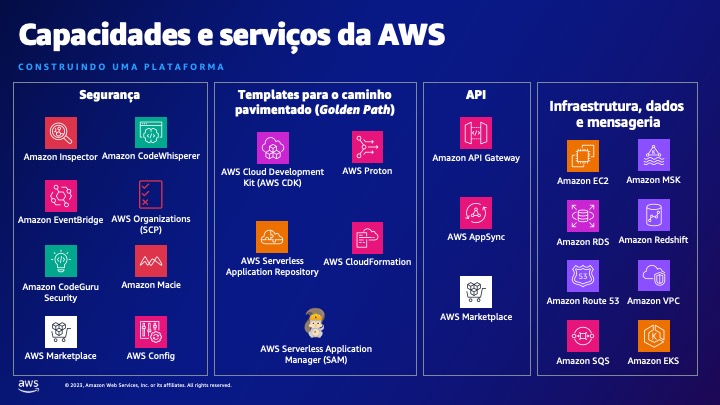 Capacidades e serviços da AWS
CONSTRUINDO UMA PLATAFORMA
Segurança
Amazon Inspector
Amazon CodeWhisperer
Amazon EventBridge
AWS Organizations
(SCP)
Amazon CodeGuru
Security
Amazon Macie
AWS Marketplace
AWS Config
Templates para o caminho
pavimentado (Golden Path)
AWS Cloud Development
Kit (AWS CDK)
AWS Proton
AWS Serverless
Application Repository
AWS CloudFormation
AWS Serverless Application
Manager (SAM)
API
Amazon API Gateway
AWS AppSync
AWS Marketplace
Infraestrutura, dados
e mensageria
Amazon EC2
Amazon MSK
Amazon RDS
Amazon Redshift
53
Amazon Route 53
Amazon VPC
Amazon SQS
Amazon EKS
aws
© 2023, Amazon Web Services, Inc. or its affiliates. All rights reserved.